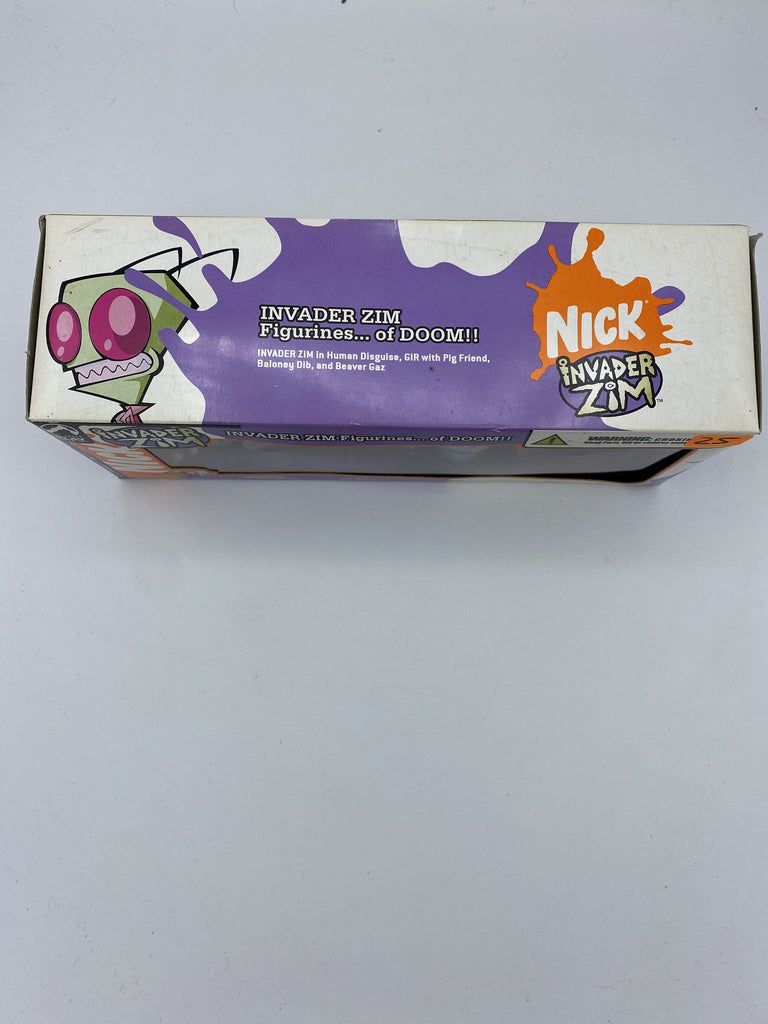 INVADER ZIM
Figurines... of DOOM!!
INVADER ZIM in Human Disguise, GIR with Pig Friend,
Baloney Dib, and Beaver Gaz
NICK
INVADER
ZIM
TM
INVADER
ZIM
INVADER ZIM Figurines... of DOOM!!
WARNING:
25